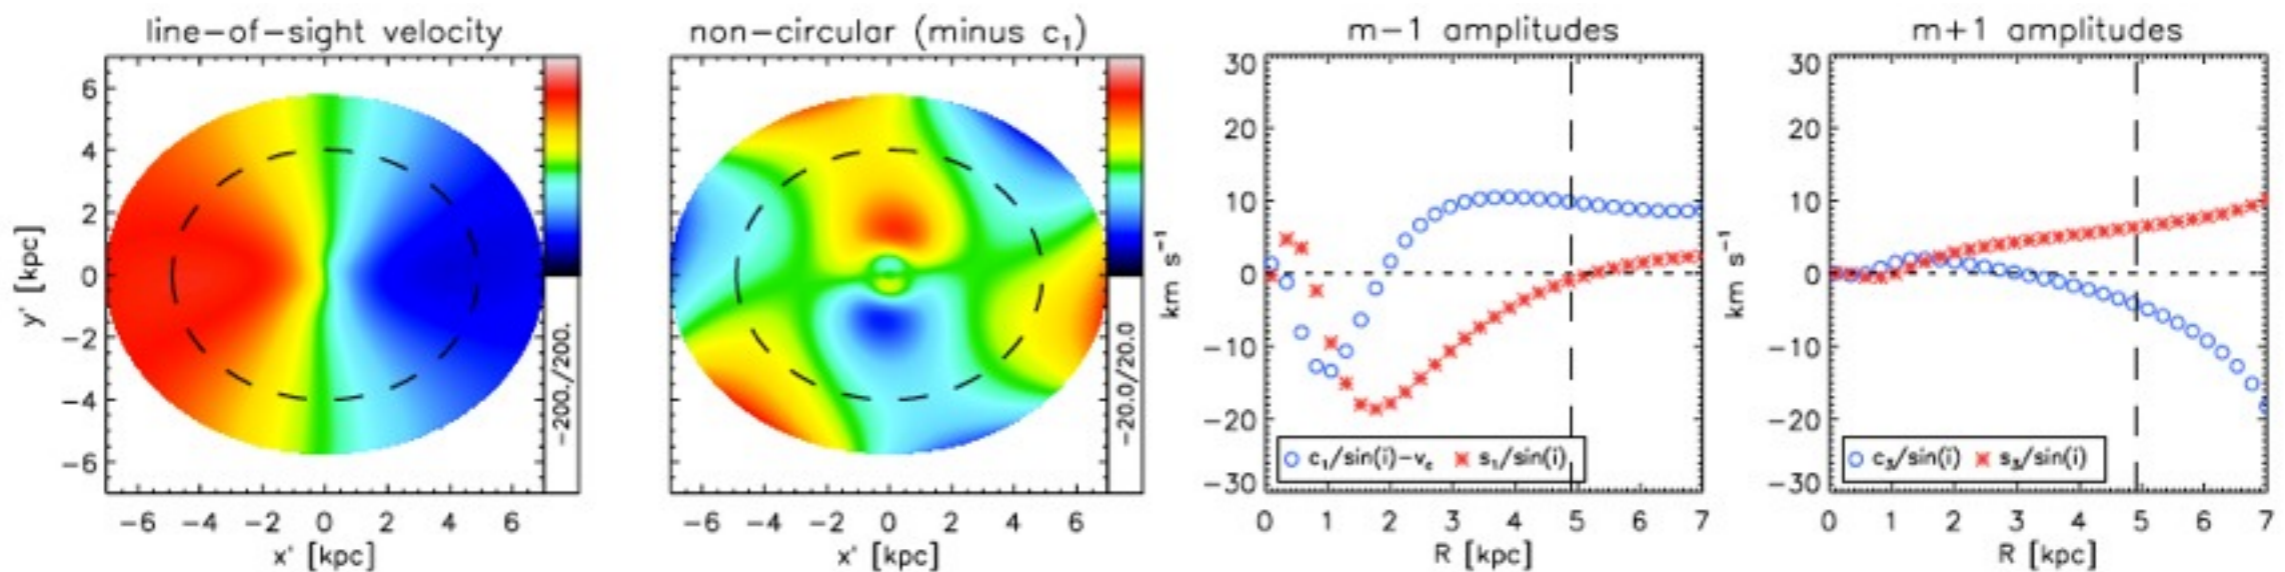 line-of-sight velocity
6
4
2
0
-2
-4
-6
y' [kpc]
-6 -4 -2 0 2 4 6
x' [kpc]
-200./200.
non-circular (minus c₁)
-6 -4 -2 0 2 4 6
x' [kpc]
-20.0/20.0
m-1 amplitudes
30
20
10
0
-10
-20
-30
km s⁻¹
c₁/sin(i)-v꜀ s₁/sin(i)
0 1 2 3 4 5 6 7
R [kpc]
m+1 amplitudes
30
20
10
0
-10
-20
-30
km s⁻¹
c₃/sin(i) s₃/sin(i)
0 1 2 3 4 5 6 7
R [kpc]